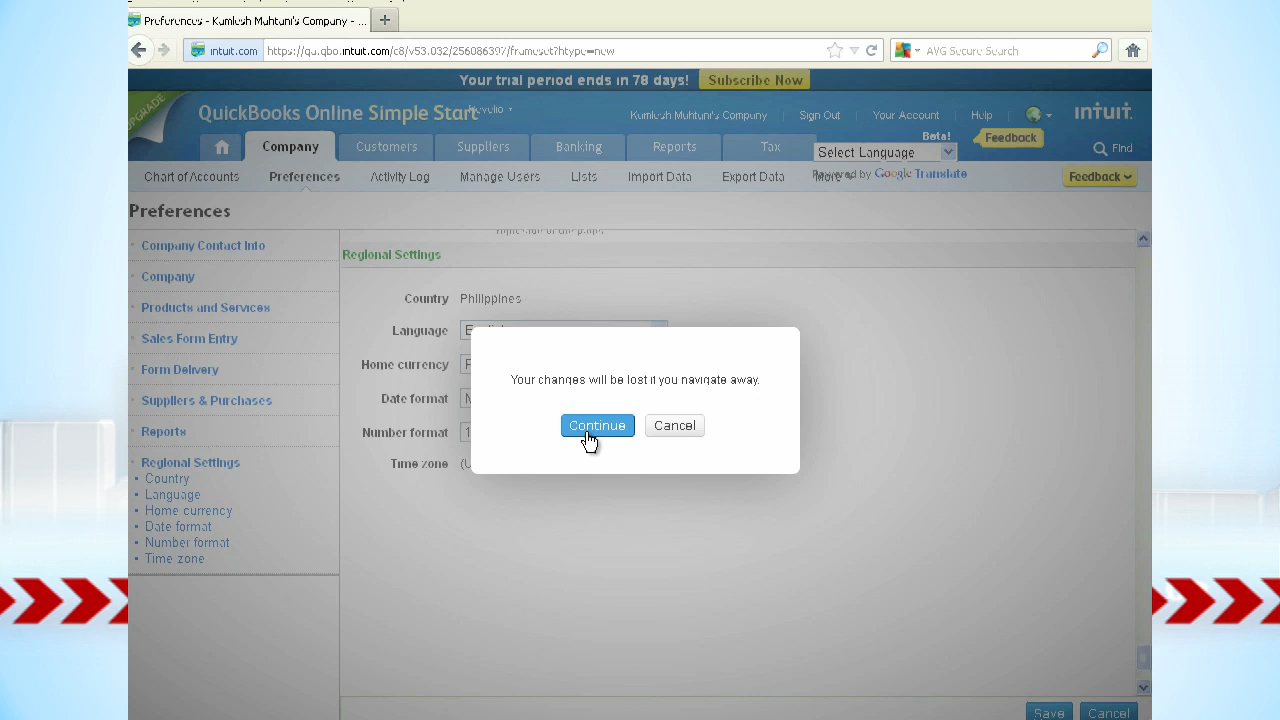 Preferences - Kamlesh Muhtuni's Company - ...
intuit.com
https://qa.qbo.intuit.com/c8/v53.032/256086397/frameset?htype=new
AVG Secure Search
Your trial period ends in 78 days!
Subscribe Now
UPGRADE
QuickBooks Online Simple Start
Kamlesh Muhtuni's Company
Sign Out
Your Account
Help
intuit.
Beta!
Feedback
Company
Customers
Suppliers
Banking
Reports
Tax
Select Language
Find
Chart of Accounts
Preferences
Activity Log
Manage Users
Lists
Import Data
Export Data
More
Powered by Google Translate
Feedback
Preferences
Company Contact Info
Company
Products and Services
Sales Form Entry
Form Delivery
Suppliers & Purchases
Reports
Regional Settings
Country
Language
Home currency
Date format
Number format
Time zone
Regional Settings
Country Philippines
Language
Home currency
Date format
Number format
Time zone
Your changes will be lost if you navigate away.
Continue
Cancel
Save
Cancel